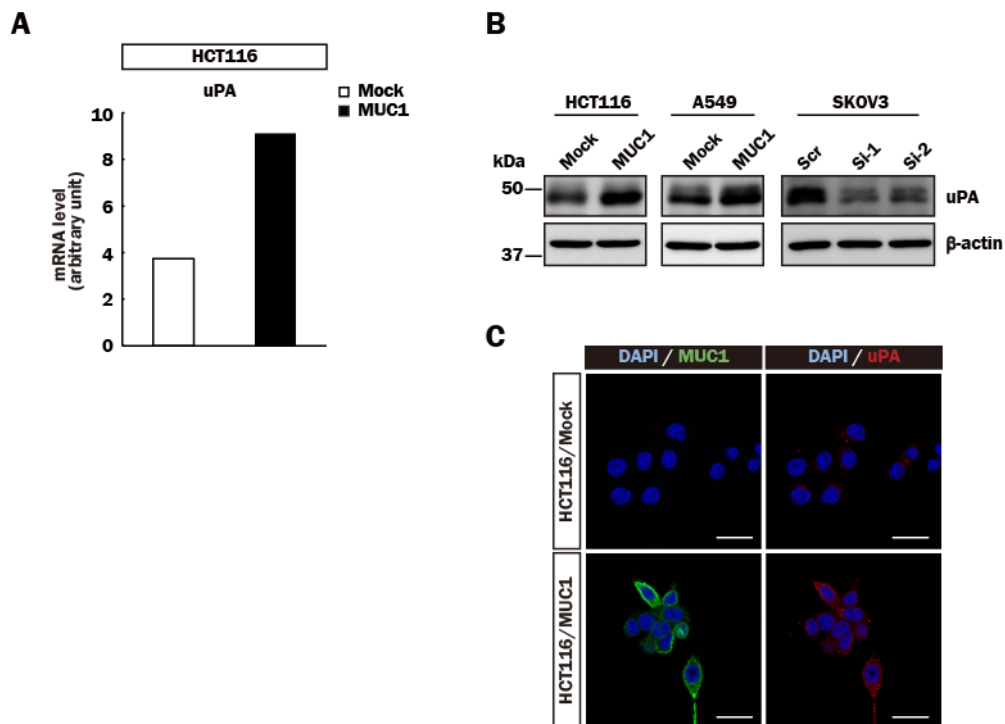 A
HCT116
uPA
Mock
MUC1
mRNA level
(arbitrary unit)
10
8
6
4
2
0
B
HCT116 A549 SKOV3
Mock MUC1 Mock MUC1 Scr Si-1 Si-2
kDa
50
uPA
37
β-actin
C
DAPI / MUC1 DAPI / uPA
HCT116/Mock
HCT116/MUC1